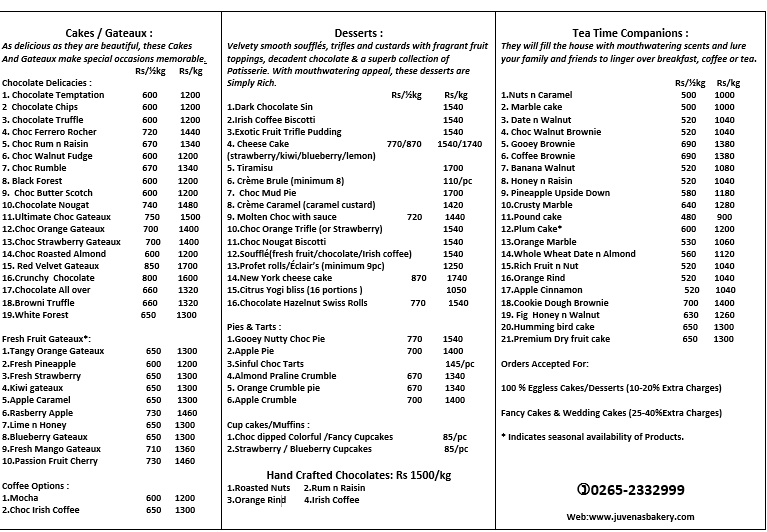 Cakes / Gateaux :
As delicious as they are beautiful, these Cakes
And Gateaux make special occasions memorable.
Rs/½kg Rs/kg
Chocolate Delicacies :
1. Chocolate Temptation 600 1200
2 Chocolate Chips 600 1200
3. Chocolate Truffle 600 1200
4. Choc Ferrero Rocher 720 1440
5. Choc Rum n Raisin 670 1340
6. Choc Walnut Fudge 600 1200
7. Choc Rumble 670 1340
8. Black Forest 600 1200
9. Choc Butter Scotch 600 1200
10.Chocolate Nougat 740 1480
11.Ultimate Choc Gateaux 750 1500
12.Choc Orange Gateaux 700 1400
13.Choc Strawberry Gateaux 700 1400
14.Choc Roasted Almond 600 1200
15. Red Velvet Gateaux 850 1700
16.Crunchy Chocolate 800 1600
17.Chocolate All over 660 1320
18.Browni Truffle 660 1320
19.White Forest 650 1300
Fresh Fruit Gateaux*:
1.Tangy Orange Gateaux 650 1300
2.Fresh Pineapple 600 1200
3.Fresh Strawberry 650 1300
4.Kiwi gateaux 650 1300
5.Apple Caramel 650 1300
6.Rasberry Apple 730 1460
7.Lime n Honey 650 1300
8.Blueberry Gateaux 650 1300
9.Fresh Mango Gateaux 710 1360
10.Passion Fruit Cherry 730 1460
Coffee Options :
1.Mocha 600 1200
2.Choc Irish Coffee 650 1300
Desserts :
Velvety smooth soufflés, trifles and custards with fragrant fruit
toppings, decadent chocolate & a superb collection of
Patisserie. With mouthwatering appeal, these desserts are
Simply Rich.
Rs/½kg Rs/kg
1.Dark Chocolate Sin 1540
2.Irish Coffee Biscotti 1540
3.Exotic Fruit Trifle Pudding 1540
4. Cheese Cake 770/870 1540/1740
(strawberry/kiwi/blueberry/lemon)
5. Tiramisu 1700
6. Crème Brule (minimum 8) 110/pc
7. Choc Mud Pie 1700
8. Crème Caramel (caramel custard) 1420
9. Molten Choc with sauce 720 1440
10.Choc Orange Trifle (or Strawberry) 1540
11.Choc Nougat Biscotti 1540
12.Soufflé(fresh fruit/chocolate/Irish coffee) 1540
13.Profet rolls/Éclair's (minimum 9pc) 1250
14.New York cheese cake 870 1740
15.Citrus Yogi bliss (16 portions ) 1050
16.Chocolate Hazelnut Swiss Rolls 770 1540
Pies & Tarts :
1.Gooey Nutty Choc Pie 770 1540
2.Apple Pie 700 1400
3.Sinful Choc Tarts 145/pc
4.Almond Praline Crumble 670 1340
5. Orange Crumble pie 670 1340
6.Apple Crumble 700 1400
Cup cakes/Muffins :
1.Choc dipped Colorful /Fancy Cupcakes 85/pc
2.Strawberry / Blueberry Cupcakes 85/pc
Hand Crafted Chocolates: Rs 1500/kg
1.Roasted Nuts 2.Rum n Raisin
3.Orange Rind 4.Irish Coffee
Tea Time Companions :
They will fill the house with mouthwatering scents and lure
your family and friends to linger over breakfast, coffee or tea.
Rs/½kg Rs/kg
1.Nuts n Caramel 500 1000
2. Marble cake 500 1000
3. Date n Walnut 520 1040
4. Choc Walnut Brownie 520 1040
5. Gooey Brownie 690 1380
6. Coffee Brownie 690 1380
7. Banana Walnut 520 1080
8. Honey n Raisin 520 1040
9. Pineapple Upside Down 580 1180
10.Crusty Marble 640 1280
11.Pound cake 480 900
12.Plum Cake* 600 1200
13.Orange Marble 530 1060
14.Whole Wheat Date n Almond 560 1120
15.Rich Fruit n Nut 520 1040
16.Orange Rind 520 1040
17.Apple Cinnamon 520 1040
18.Cookie Dough Brownie 700 1400
19. Fig Honey n Walnut 630 1260
20.Humming bird cake 650 1300
21.Premium Dry fruit cake 650 1300
Orders Accepted For:
100 % Eggless Cakes/Desserts (10-20% Extra Charges)
Fancy Cakes & Wedding Cakes (25-40%Extra Charges)
* Indicates seasonal availability of Products.
✆0265-2332999
Web:www.juvenasbakery.com